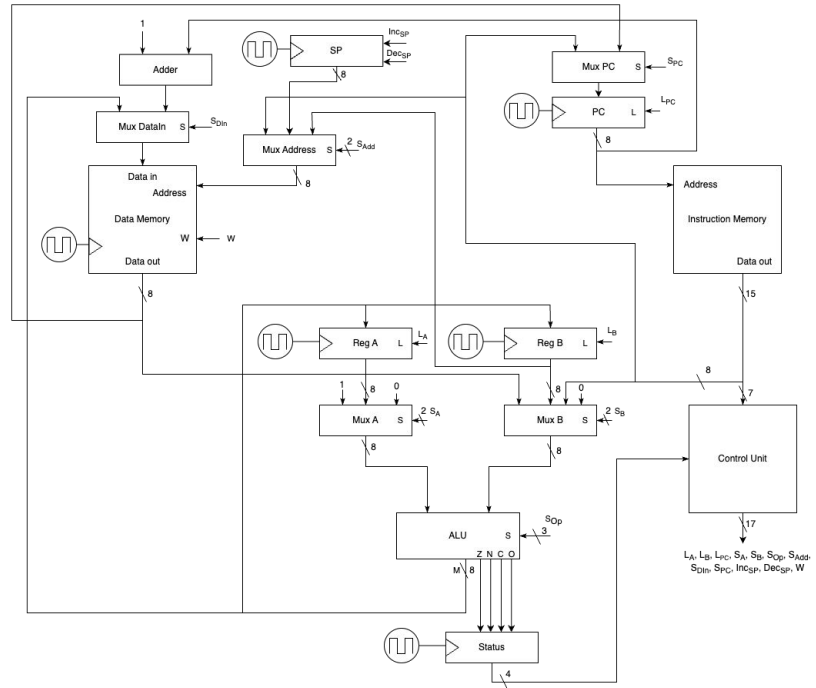 1
Inc_SP
Dec_SP
SP
8
Adder
Mux PC S
S_PC
L_PC
PC L
8
Mux DataIn S
S_DIn
Mux Address S
2 S_Add
8
Data in
Address
Data Memory
W
W
Data out
8
Address
Instruction Memory
Data out
15
8
7
Reg A L
L_A
Reg B L
L_B
1
8
0
8
0
Mux A S
2 S_A
Mux B S
2 S_B
8
8
Control Unit
17
L_A, L_B, L_PC, S_A, S_B, S_Op, S_Add,
S_DIn, S_PC, Inc_SP, Dec_SP, W
ALU S
S_Op
3
Z N C O
M 8
Status
4